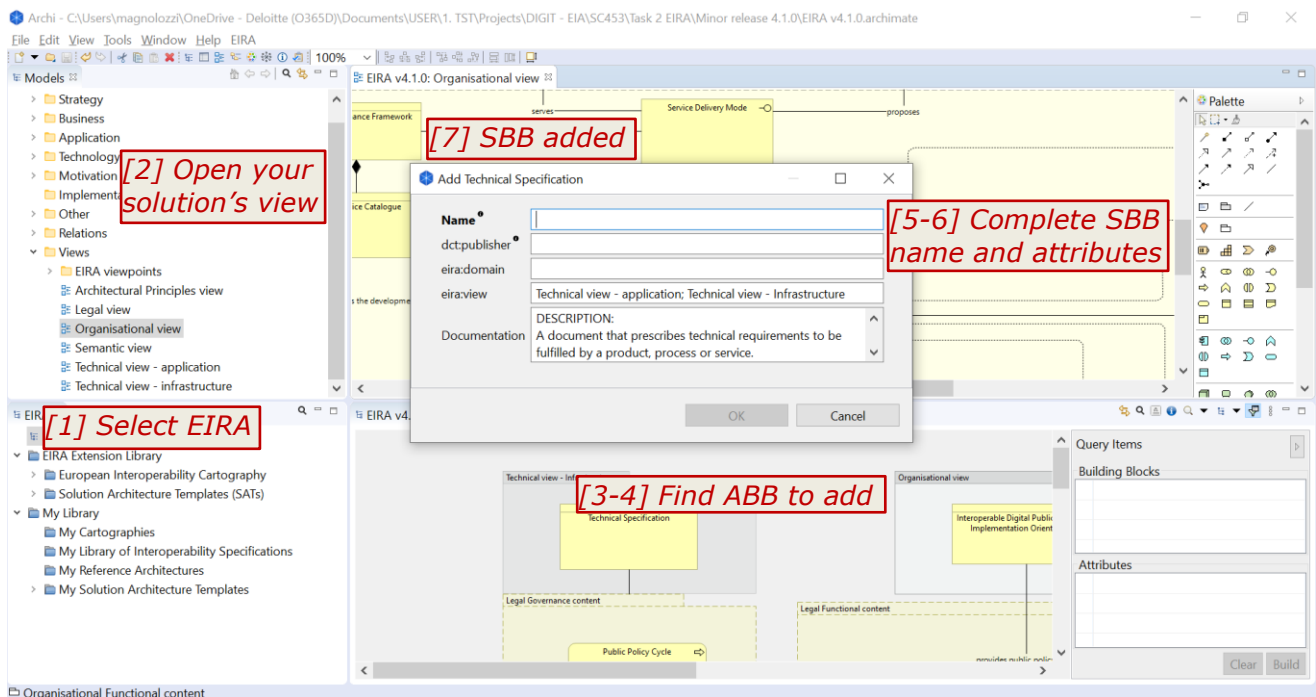 Archi - C:\Users\magnolozzi\OneDrive - Deloitte (O365D)\Documents\USER\1. TST\Projects\DIGIT - EIA\SC453\Task 2 EIRA\Minor release 4.1.0\EIRA v4.1.0.archimate
File Edit View Tools Window Help EIRA
100%
Models
EIRA v4.1.0: Organisational view
Strategy
Business
Application
Technology
Motivation
Implementa
Other
Relations
Views
EIRA viewpoints
Architectural Principles view
Legal view
Organisational view
Semantic view
Technical view - application
Technical view - infrastructure
[2] Open your
solution's view
ance Framework
serves
Service Delivery Mode
proposes
[7] SBB added
ice Catalogue
s the developme
Add Technical Specification
Name
dct:publisher
eira:domain
eira:view
Technical view - application; Technical view - Infrastructure
Documentation
DESCRIPTION:
A document that prescribes technical requirements to be
fulfilled by a product, process or service.
OK
Cancel
[5-6] Complete SBB
name and attributes
Palette
EIR
[1] Select EIRA
EIRA Extension Library
European Interoperability Cartography
Solution Architecture Templates (SATs)
My Library
My Cartographies
My Library of Interoperability Specifications
My Reference Architectures
My Solution Architecture Templates
EIRA v4.
Technical view - Inf
[3-4] Find ABB to add
Technical Specification
Organisational view
Interoperable Digital Public
Implementation Orient
Legal Governance content
Public Policy Cycle
Legal Functional content
provides public polic
Query Items
Building Blocks
Attributes
Clear
Build
Organisational Functional content